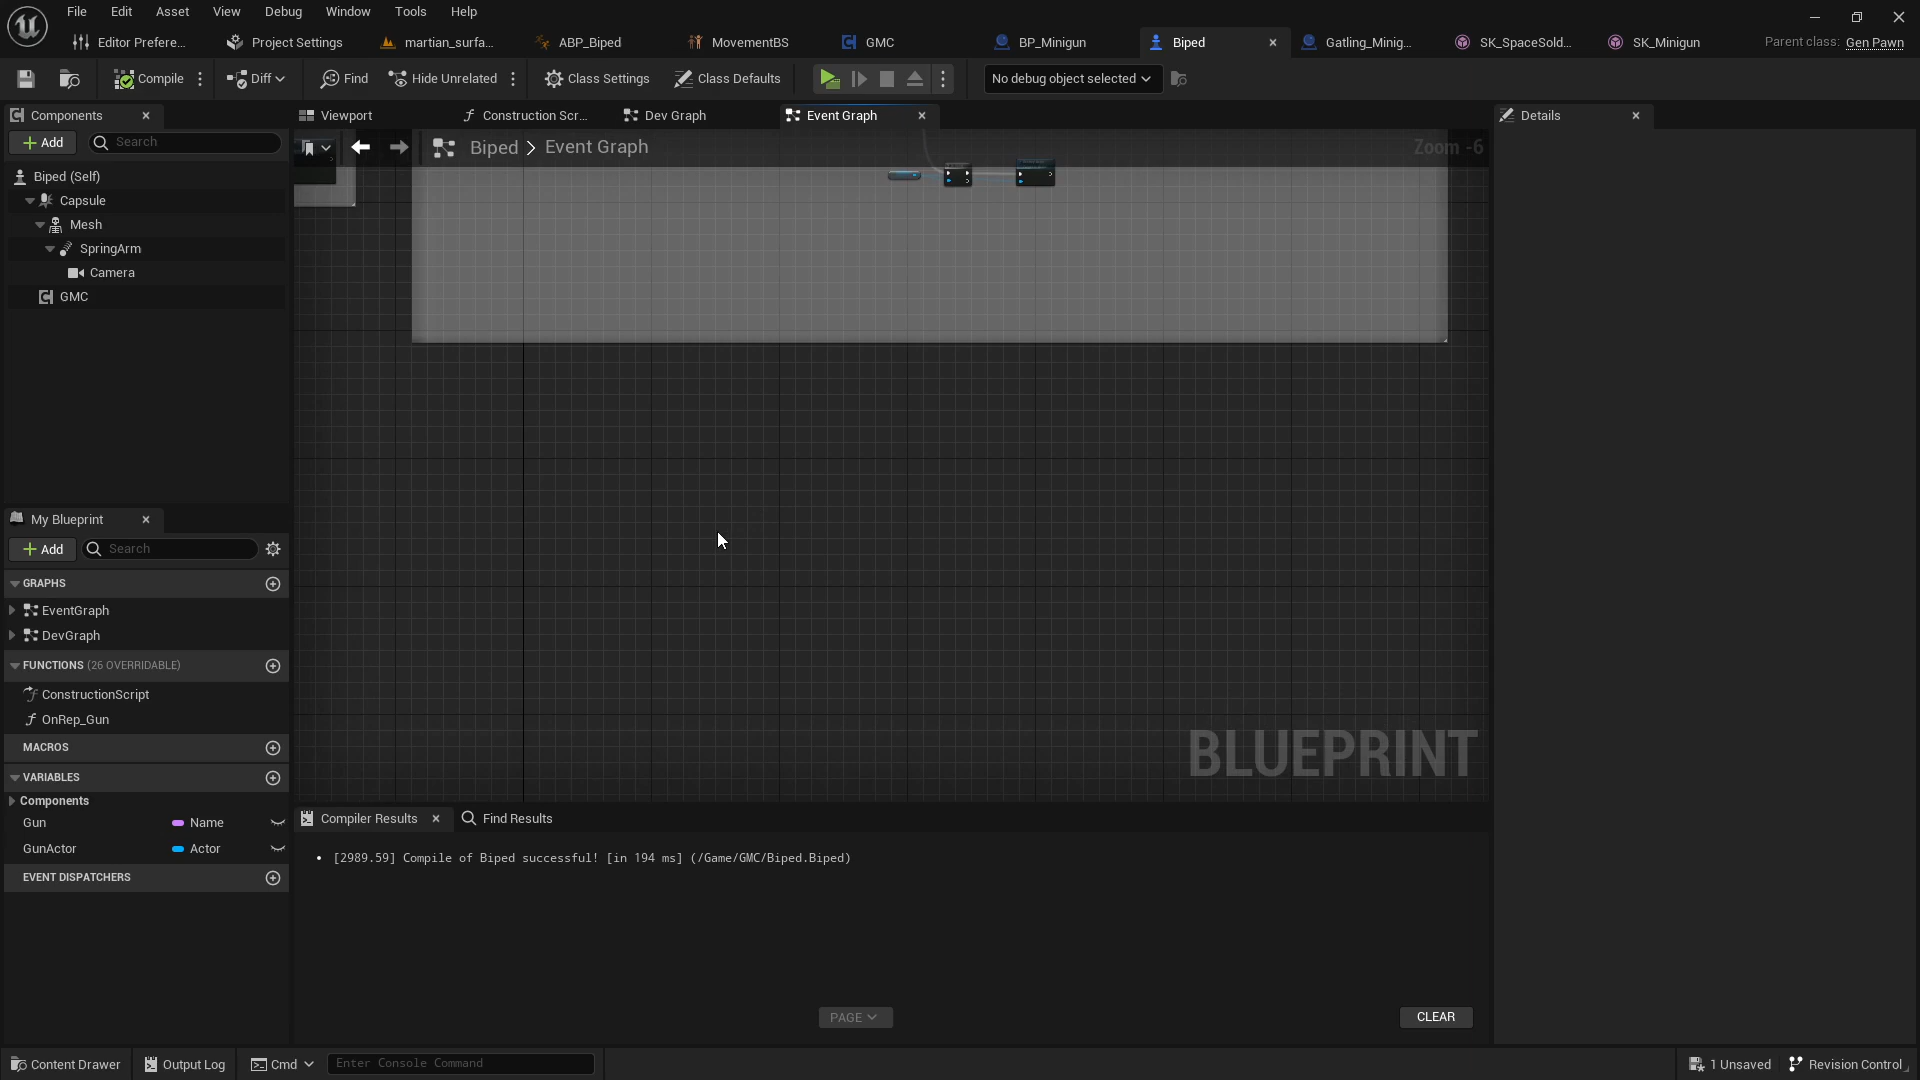 File Edit Asset View Debug Window Tools Help
Editor Prefere... Project Settings martian_surfa... ABP_Biped MovementBS GMC BP_Minigun Biped Gatling_Minig... SK_SpaceSold... SK_Minigun Parent class: Gen Pawn
Compile Diff Find Hide Unrelated Class Settings Class Defaults No debug object selected
Components
Viewport Construction Scr... Dev Graph Event Graph
Details
Add Search
Biped > Event Graph
Zoom -6
Biped (Self)
Capsule
Mesh
SpringArm
Camera
GMC
My Blueprint
Add Search
GRAPHS
EventGraph
DevGraph
FUNCTIONS (26 OVERRIDABLE)
ConstructionScript
OnRep_Gun
MACROS
VARIABLES
Components
Gun Name
GunActor Actor
EVENT DISPATCHERS
BLUEPRINT
Compiler Results Find Results
[2989.59] Compile of Biped successful! [in 194 ms] (/Game/GMC/Biped.Biped)
PAGE CLEAR
Content Drawer Output Log Cmd Enter Console Command 1 Unsaved Revision Control